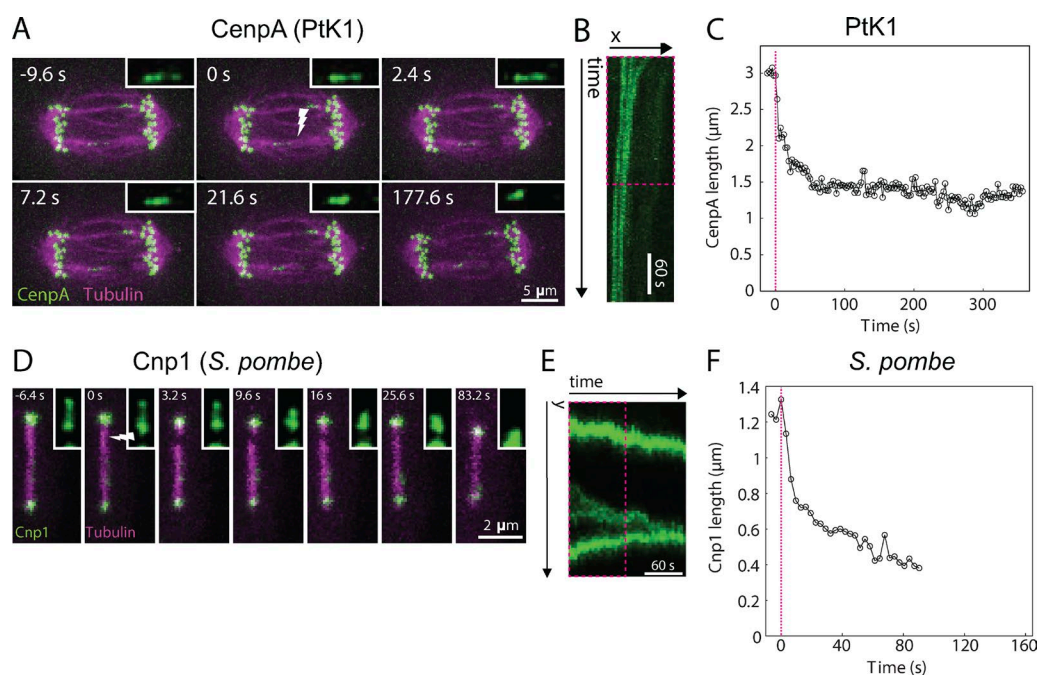 A
CenpA (PtK1)
-9.6 s
0 s
2.4 s
7.2 s
21.6 s
177.6 s
CenpA Tubulin
5 µm
B
x
time
60 s
C
PtK1
CenpA length (µm)
3
2.5
2
1.5
1
0.5
0
0
100
200
300
Time (s)
D
Cnp1 (S. pombe)
-6.4 s
0 s
3.2 s
9.6 s
16 s
25.6 s
83.2 s
Cnp1
Tubulin
2 µm
E
time
y
60 s
F
S. pombe
Cnp1 length (µm)
1.4
1.2
1
0.8
0.6
0.4
0.2
0
0
40
80
120
160
Time (s)